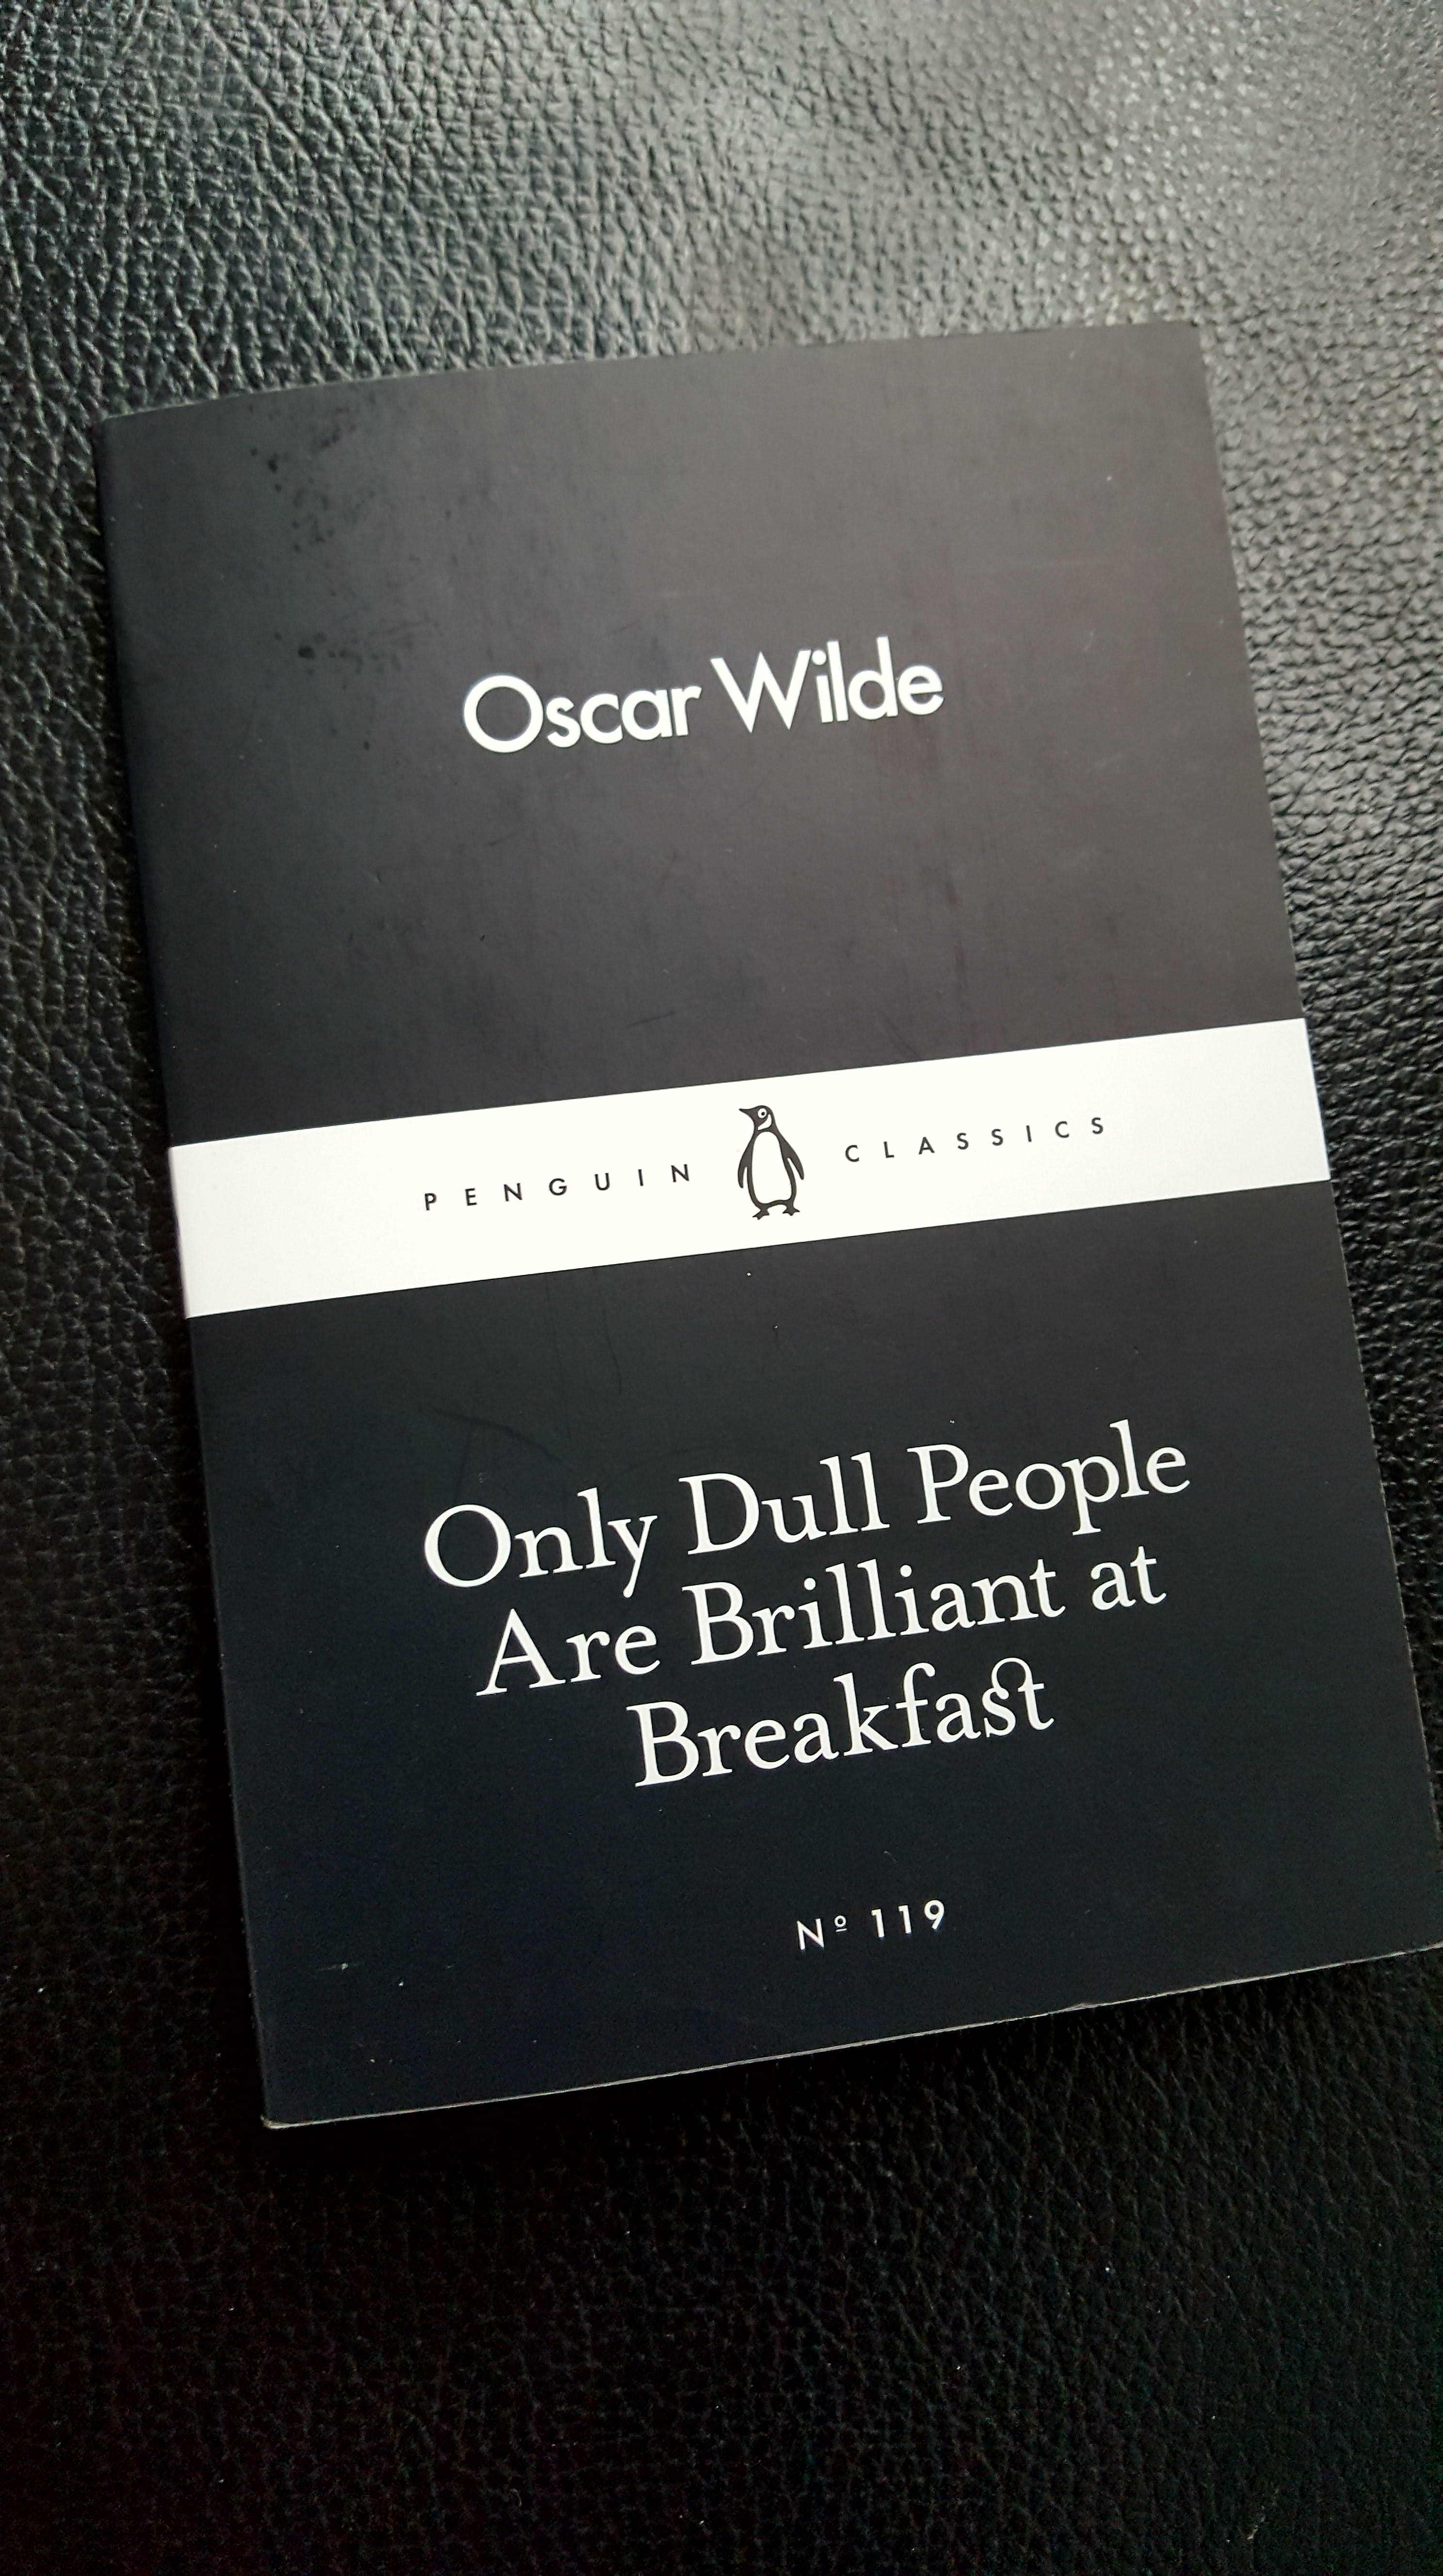 Oscar Wilde
PENGUIN CLASSICS
Only Dull People
Are Brilliant at
Breakfast
Nº 119